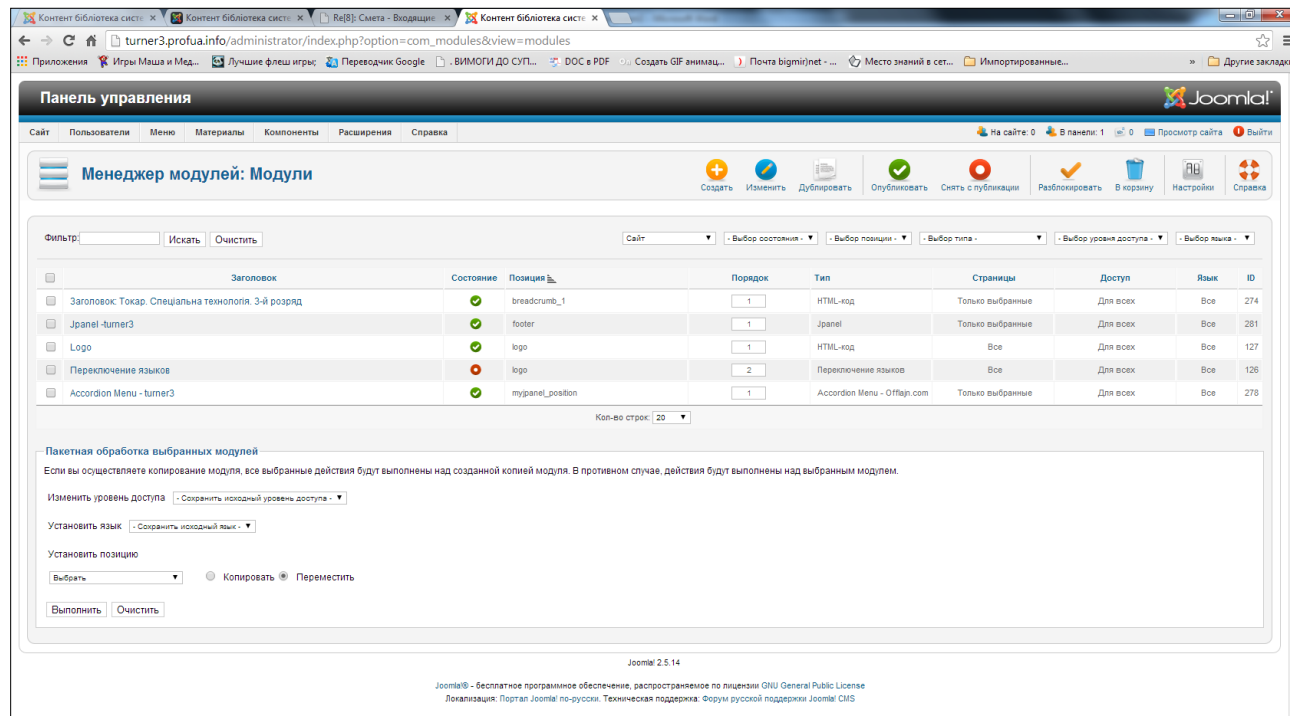 Контент бібліотека систе ×
Контент бібліотека систе ×
Re[8]: Смета - Входящие ×
Контент бібліотека систе ×
turner3.profua.info/administrator/index.php?option=com_modules&view=modules
Приложения Игры Маша и Мед... Лучшие флеш игры; Переводчик Google . ВИМОГИ ДО СУП... DOC в PDF Создать GIF анимац... Почта bigmir)net - ... Место знаний в сет... Импортированные... » Другие закладки
Панель управления
Joomla!
Сайт Пользователи Меню Материалы Компоненты Расширения Справка
На сайте: 0 В панели: 1 0 Просмотр сайта Выйти
Менеджер модулей: Модули
Создать Изменить Дублировать Опубликовать Снять с публикации Разблокировать В корзину Настройки Справка
Фильтр: Искать Очистить
Сайт - Выбор состояния - - Выбор позиции - - Выбор типа - - Выбор уровня доступа - - Выбор языка -
Заголовок Состояние Позиция Порядок Тип Страницы Доступ Язык ID
Заголовок: Токар. Спеціальна технологія. 3-й розряд breadcrumb_1 1 HTML-код Только выбранные Для всех Все 274
Jpanel -turner3 footer 1 Jpanel Только выбранные Для всех Все 281
Logo logo 1 HTML-код Все Для всех Все 127
Переключение языков logo 2 Переключение языков Все Для всех Все 126
Accordion Menu - turner3 myjpanel_position 1 Accordion Menu - Offlajn.com Только выбранные Для всех Все 278
Кол-во строк: 20
Пакетная обработка выбранных модулей
Если вы осуществляете копирование модуля, все выбранные действия будут выполнены над созданной копией модуля. В противном случае, действия будут выполнены над выбранным модулем.
Изменить уровень доступа - Сохранить исходный уровень доступа -
Установить язык - Сохранить исходный язык -
Установить позицию
Выбрать Копировать Переместить
Выполнить Очистить
Joomla! 2.5.14
Joomla!® - бесплатное программное обеспечение, распространяемое по лицензии GNU General Public License
Локализация: Портал Joomla! по-русски. Техническая поддержка: Форум русской поддержки Joomla! CMS